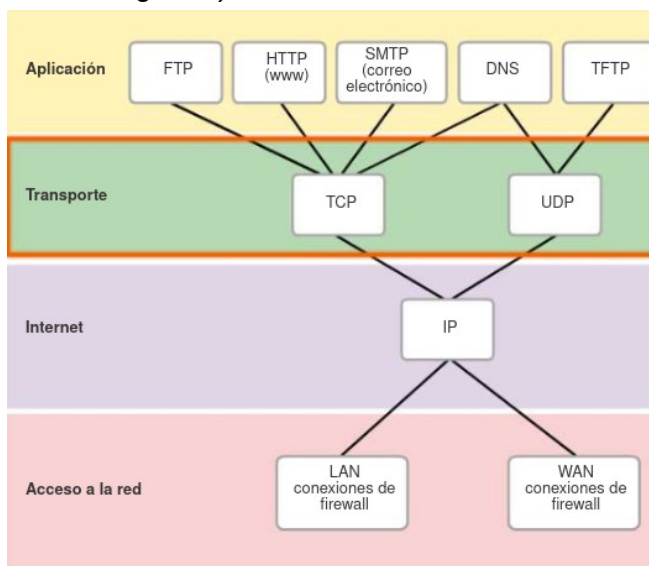 Aplicación
FTP
HTTP
(www)
SMTP
(correo
electrónico)
DNS
TFTP
Transporte
TCP
UDP
Internet
IP
Acceso a la red
LAN
conexiones de
firewall
WAN
conexiones de
firewall